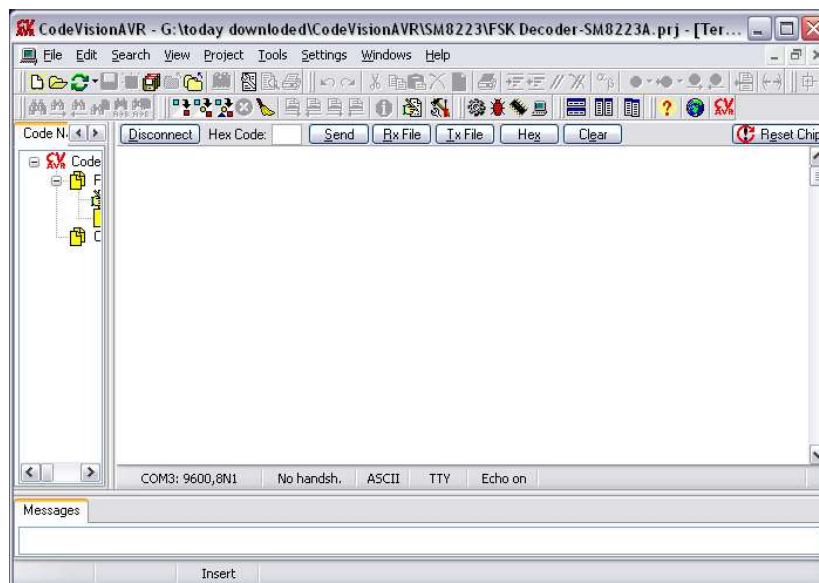 CodeVisionAVR - G:\today downloded\CodeVisionAVR\SM8223\FSK Decoder-SM8223A.prj - [Ter...
File Edit Search View Project Tools Settings Windows Help
Code N. Disconnect Hex Code: Send Rx File Tx File Hex Clear Reset Chip
CV AVR Code
F
C
COM3: 9600,8N1 No handsh. ASCII TTY Echo on
Messages
Insert